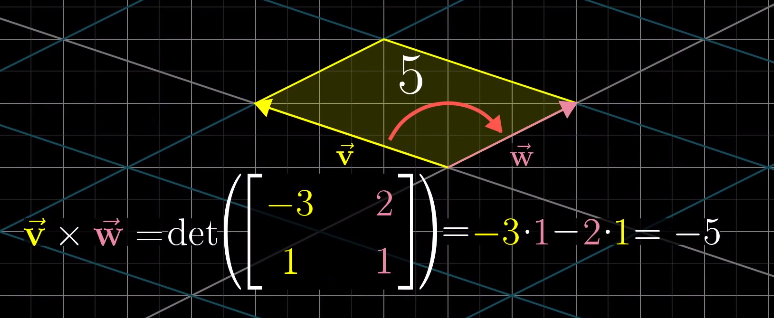 5
v⃗ w⃗
v⃗ × w⃗ = det([−3 2
1 1]) = −3·1−2·1 = −5